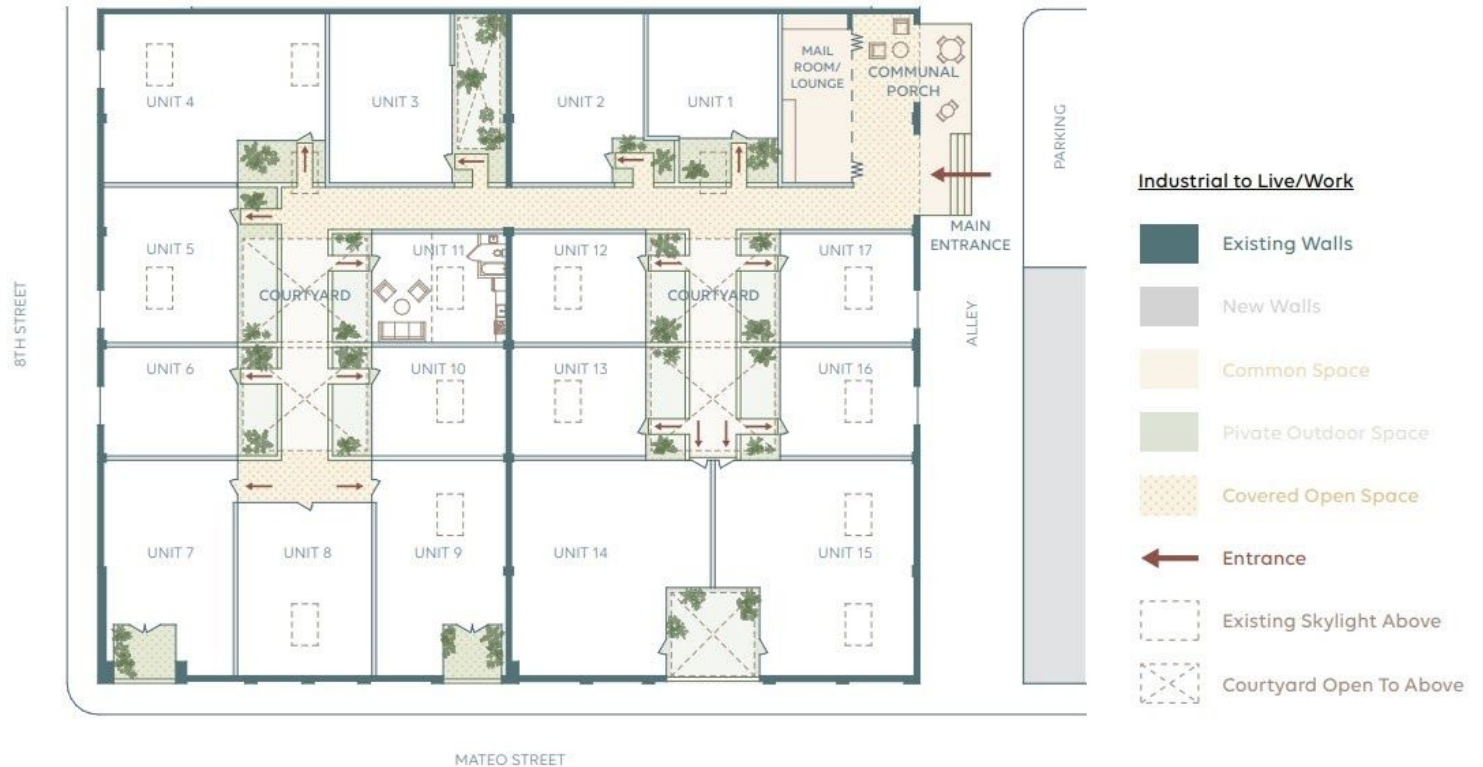 UNIT 4
UNIT 3
UNIT 2
UNIT 1
MAIL
ROOM/
LOUNGE
COMMUNAL
PORCH
PARKING
MAIN
ENTRANCE
UNIT 5
UNIT 11
UNIT 12
UNIT 17
COURTYARD
COURTYARD
8TH STREET
ALLEY
UNIT 6
UNIT 10
UNIT 13
UNIT 16
UNIT 7
UNIT 8
UNIT 9
UNIT 14
UNIT 15
MATEO STREET
Industrial to Live/Work
Existing Walls
New Walls
Common Space
Pivate Outdoor Space
Covered Open Space
Entrance
Existing Skylight Above
Courtyard Open To Above